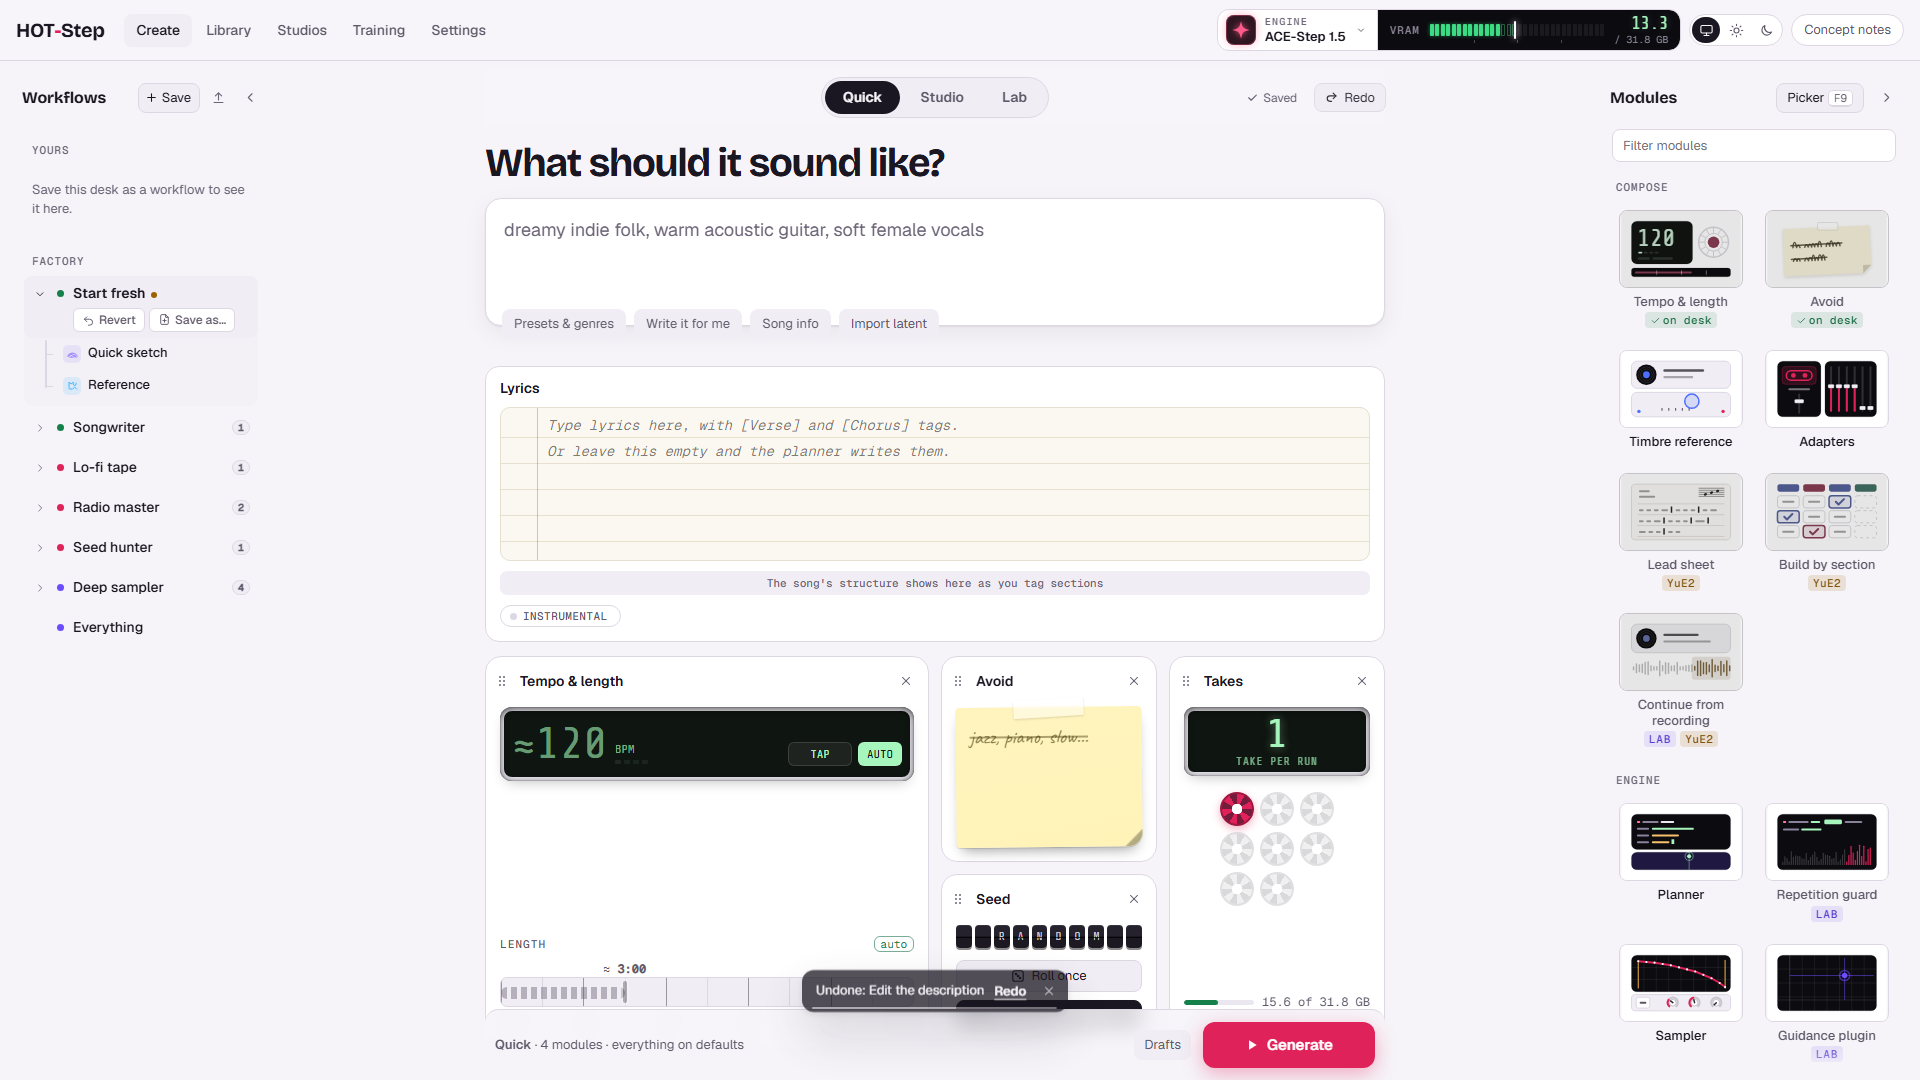 HOT-Step
Create
Library
Studios
Training
Settings
ENGINE
ACE-Step 1.5
VRAM
13.3
/ 31.8 GB
Concept notes
Workflows
+ Save
Quick
Studio
Lab
Saved
Redo
Modules
Picker F9
Filter modules
YOURS
Save this desk as a workflow to see
it here.
FACTORY
Start fresh
Revert
Save as…
Quick sketch
Reference
Songwriter 1
Lo-fi tape 1
Radio master 2
Seed hunter 1
Deep sampler 4
Everything
What should it sound like?
dreamy indie folk, warm acoustic guitar, soft female vocals
Presets & genres
Write it for me
Song info
Import latent
Lyrics
Type lyrics here, with [Verse] and [Chorus] tags.
Or leave this empty and the planner writes them.
The song's structure shows here as you tag sections
INSTRUMENTAL
Tempo & length
≈120 BPM
TAP
AUTO
LENGTH
auto
≈ 3:00
Avoid
jazz, piano, slow…
Seed
RANDOM
Roll once
Takes
1
TAKE PER RUN
15.6 of 31.8 GB
Undone: Edit the description
Redo
Quick · 4 modules · everything on defaults
Drafts
Generate
COMPOSE
120
Tempo & length
on desk
Avoid
on desk
Timbre reference
Adapters
Lead sheet
YuE2
Build by section
YuE2
Continue from
recording
LAB YuE2
ENGINE
Planner
Repetition guard
LAB
Sampler
Guidance plugin
LAB